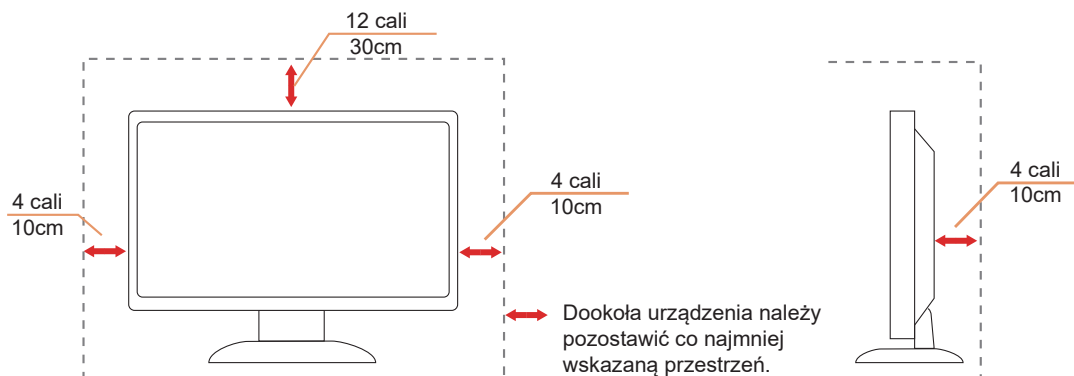 12 cali
30cm
4 cali
10cm
4 cali
10cm
4 cali
10cm
Dookoła urządzenia należy
pozostawić co najmniej
wskazaną przestrzeń.